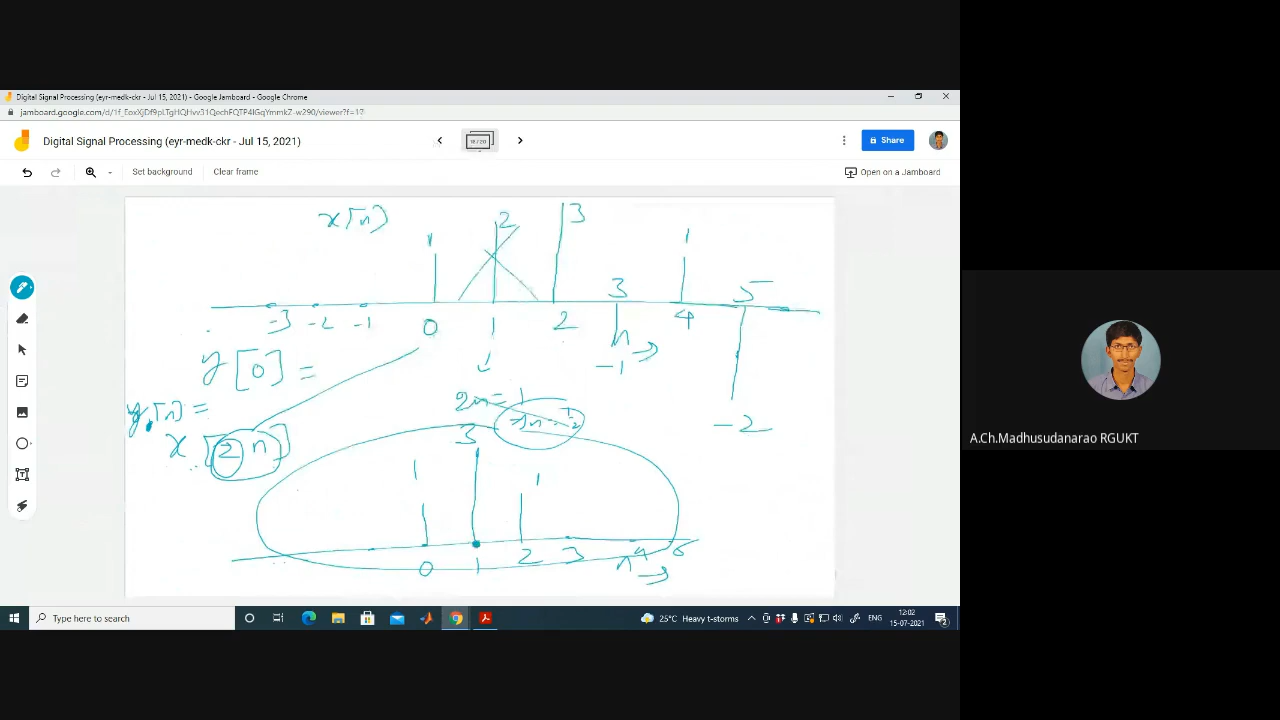 Digital Signal Processing (eyr-medk-ckr - Jul 15, 2021) - Google Jamboard - Google Chrome
Digital Signal Processing (eyr-medk-ckr - Jul 15, 2021)
18/20
Share
Set background
Clear frame
Open on a Jamboard
x[n]
1 2 3 3 1 5
-3 -2 -1 0 1 2 4
n
-1
-2
y[0] =
2n = 1
y[n] =
x[2n]
1 3 1
0 1 2 3 4 5
n
A.Ch.Madhusudanarao RGUKT
Type here to search
25°C Heavy t-storms
ENG
12:02
15-07-2021
2